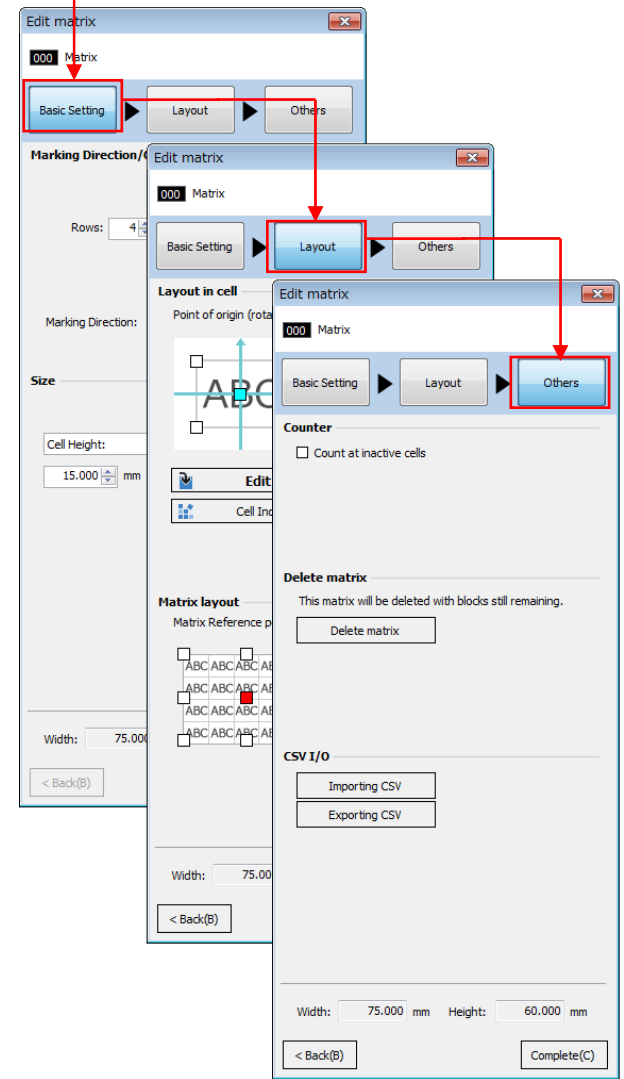 Edit matrix
000 Matrix
Basic Setting Layout Others
Marking Direction/
Rows: 4
Marking Direction:
Size
Cell Height:
15.000 mm
Width: 75.000
< Back(B)
Edit matrix
000 Matrix
Basic Setting Layout Others
Layout in cell
Point of origin (rota
ABC
Edit
Cell Ind
Matrix layout
Matrix Reference p
ABC ABC ABC AB
ABC ABC ABC AB
ABC ABC ABC AB
ABC ABC ABC AB
Width: 75.00
< Back(B)
Edit matrix
000 Matrix
Basic Setting Layout Others
Counter
Count at inactive cells
Delete matrix
This matrix will be deleted with blocks still remaining.
Delete matrix
CSV I/O
Importing CSV
Exporting CSV
Width: 75.000 mm Height: 60.000 mm
< Back(B) Complete(C)